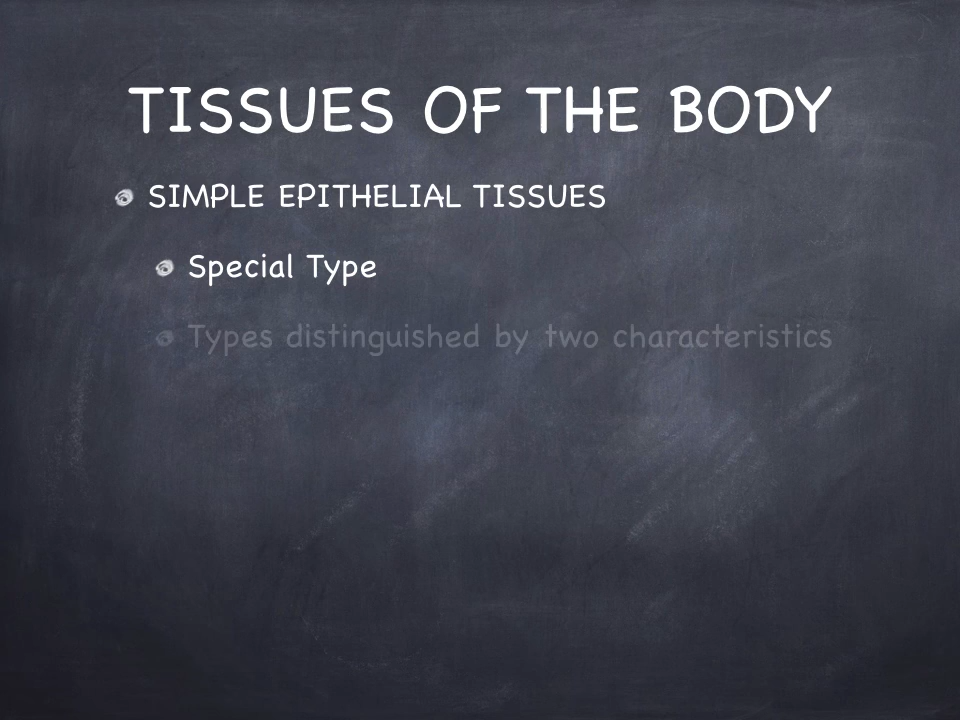 TISSUES OF THE BODY
SIMPLE EPITHELIAL TISSUES
Special Type
Types distinguished by two characteristics